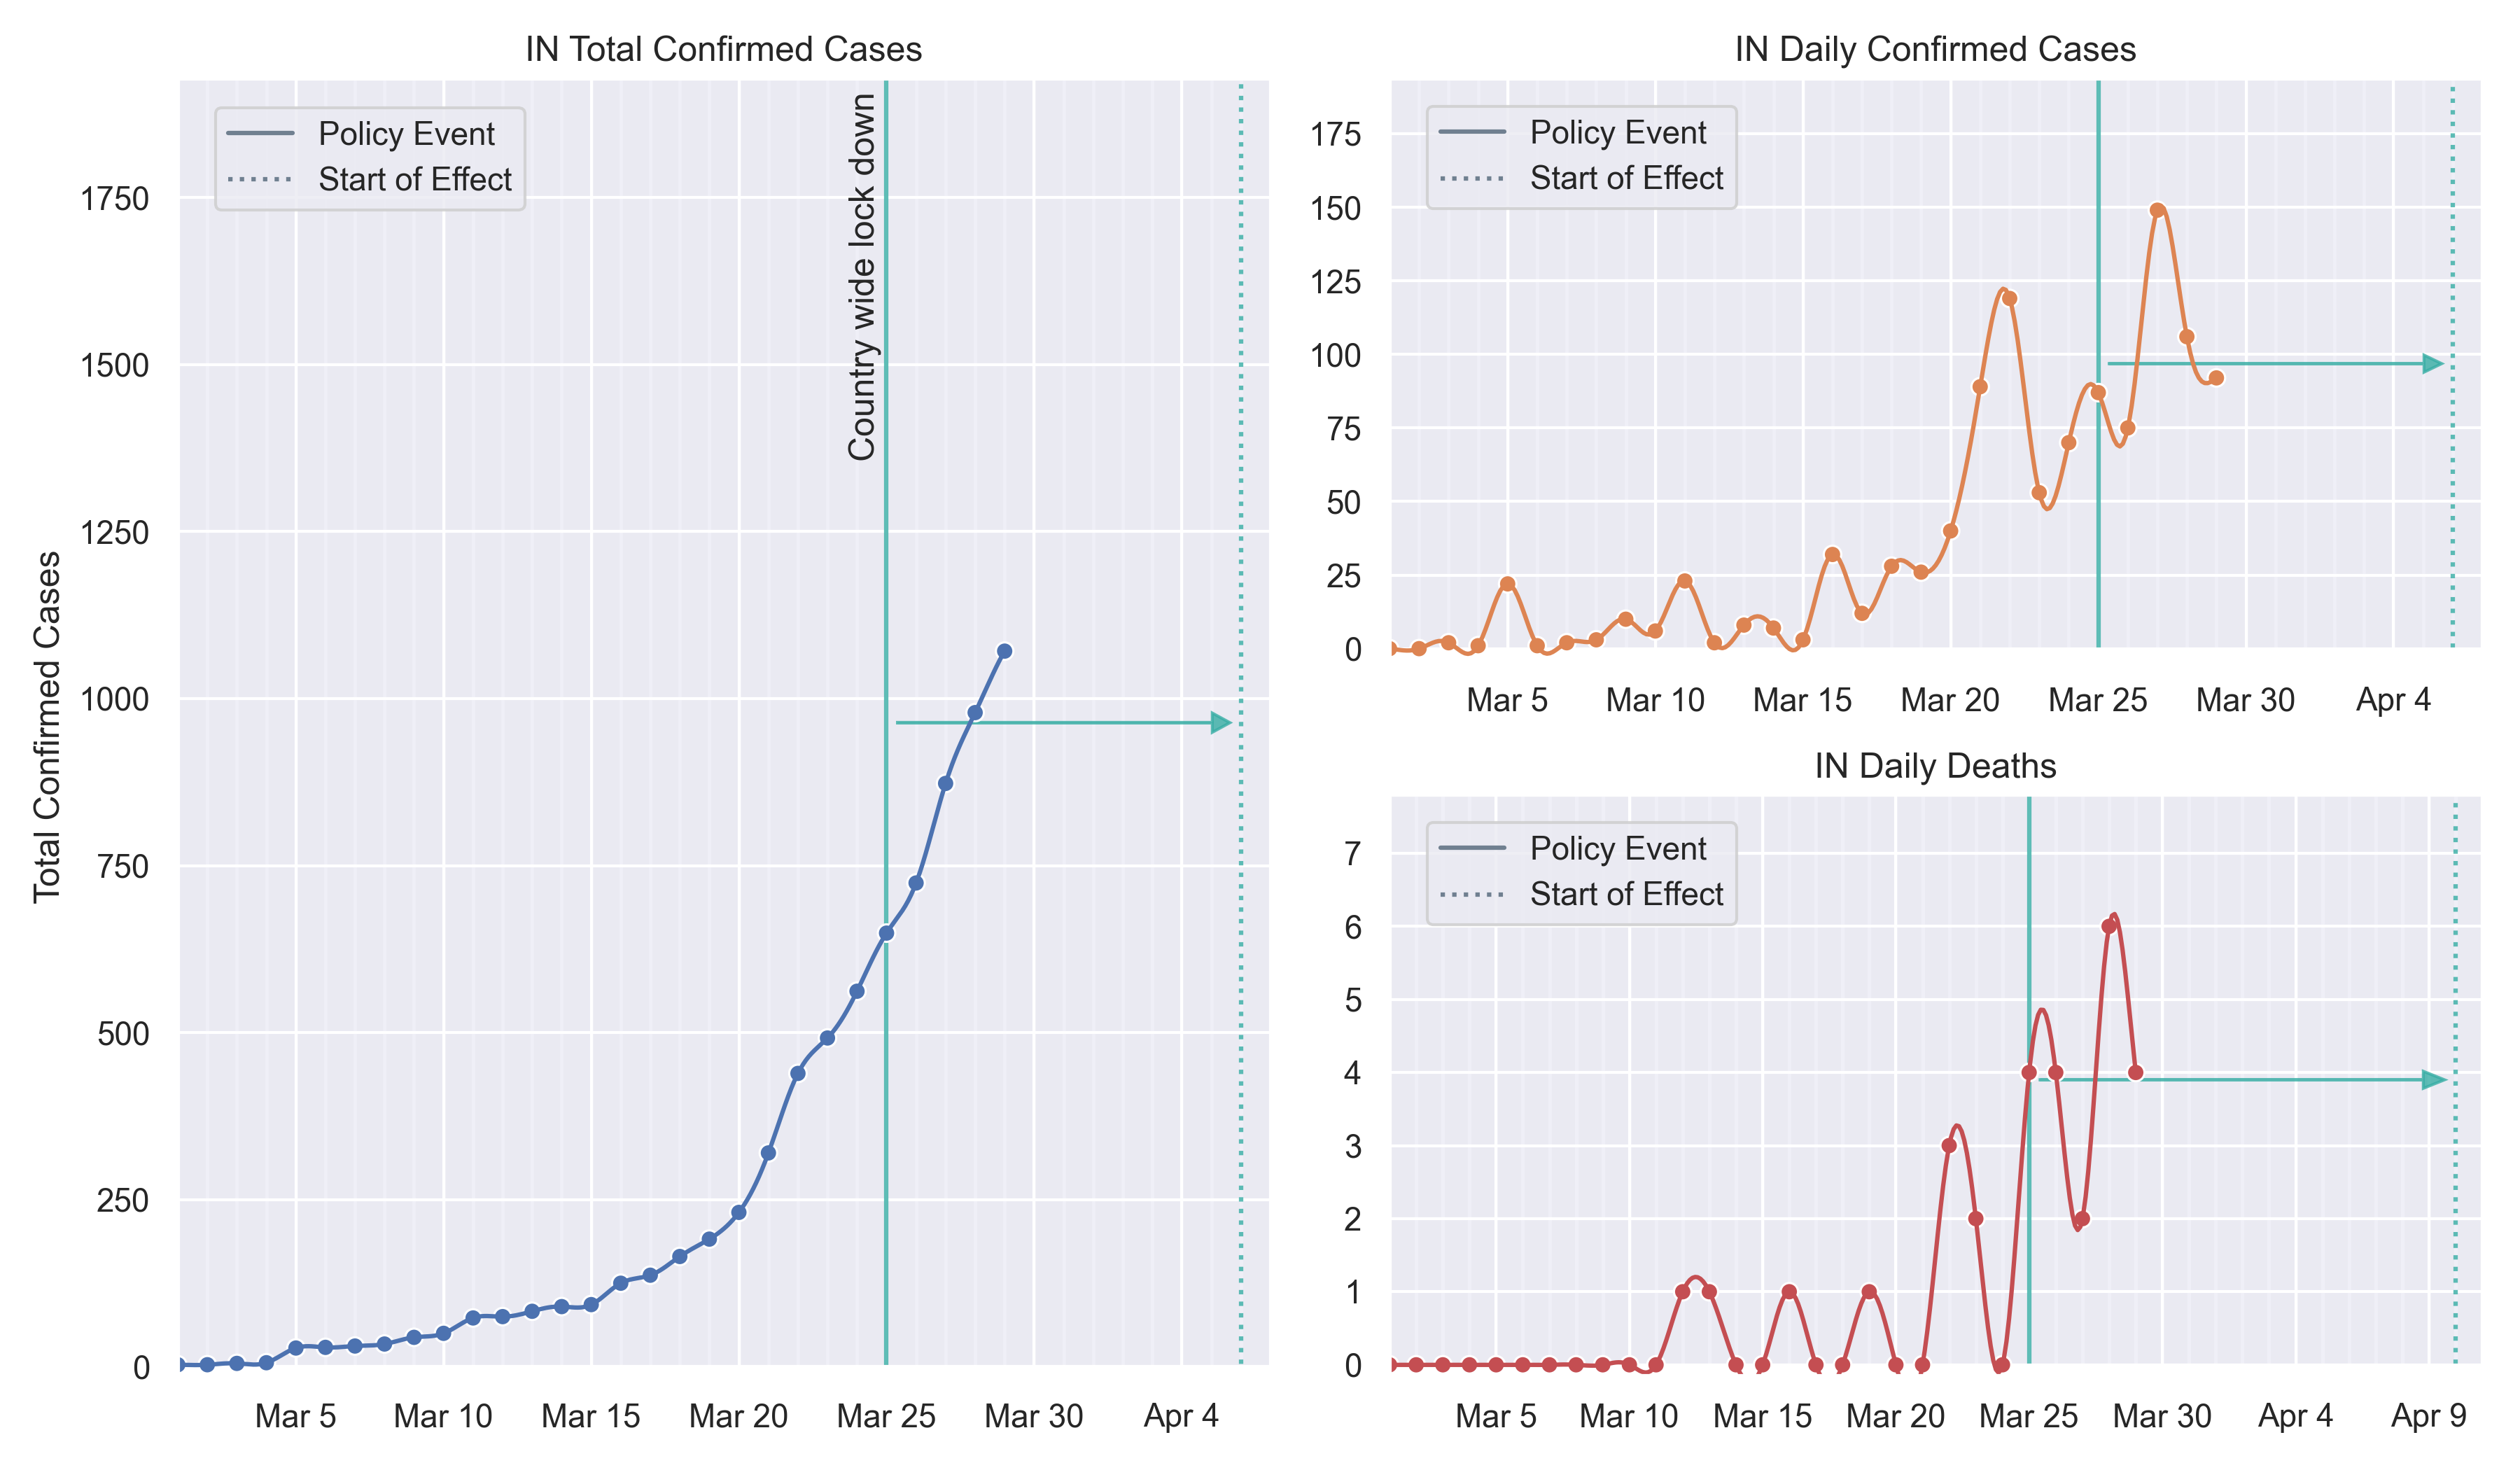 IN Total Confirmed Cases
Policy Event
Start of Effect
Country wide lock down
Total Confirmed Cases
1750
1500
1250
1000
750
500
250
0
Mar 5 Mar 10 Mar 15 Mar 20 Mar 25 Mar 30 Apr 4
IN Daily Confirmed Cases
Policy Event
Start of Effect
175
150
125
100
75
50
25
0
Mar 5 Mar 10 Mar 15 Mar 20 Mar 25 Mar 30 Apr 4
IN Daily Deaths
Policy Event
Start of Effect
7
6
5
4
3
2
1
0
Mar 5 Mar 10 Mar 15 Mar 20 Mar 25 Mar 30 Apr 4 Apr 9